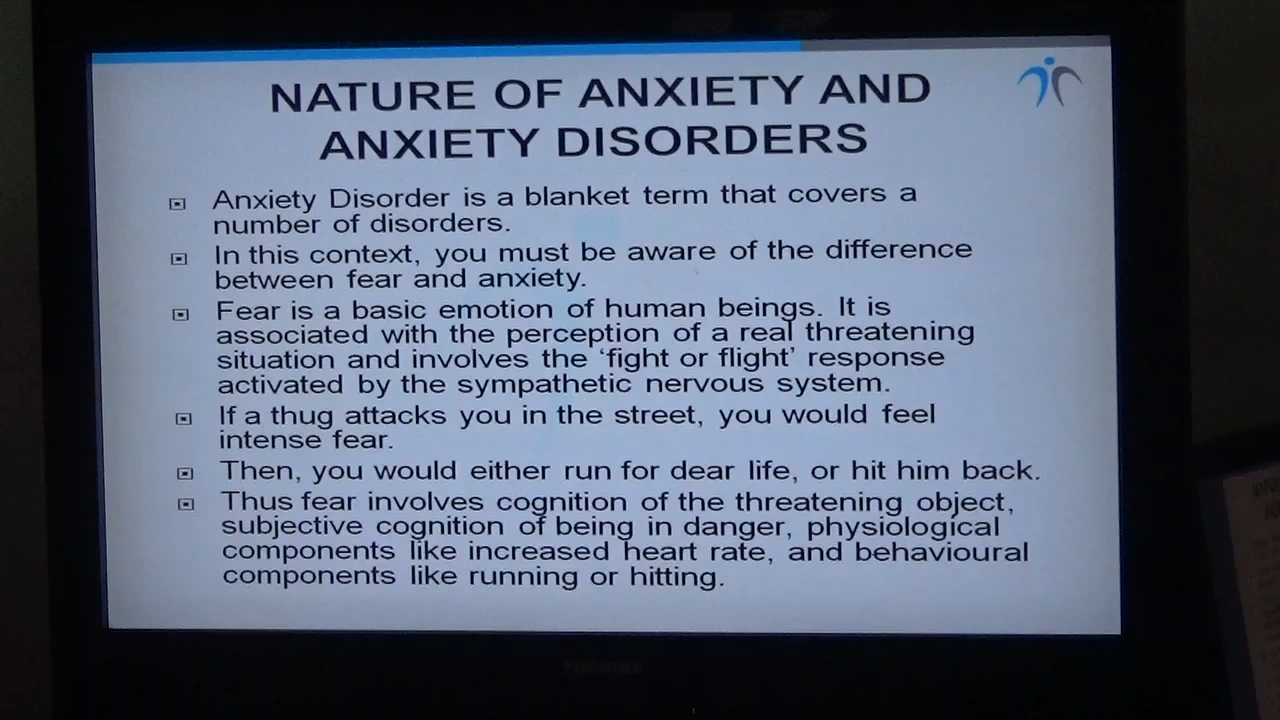 NATURE OF ANXIETY AND
ANXIETY DISORDERS
Anxiety Disorder is a blanket term that covers a
number of disorders.
In this context, you must be aware of the difference
between fear and anxiety.
Fear is a basic emotion of human beings. It is
associated with the perception of a real threatening
situation and involves the ‘fight or flight’ response
activated by the sympathetic nervous system.
If a thug attacks you in the street, you would feel
intense fear.
Then, you would either run for dear life, or hit him back.
Thus fear involves cognition of the threatening object,
subjective cognition of being in danger, physiological
components like increased heart rate, and behavioural
components like running or hitting.
TOSHIBA